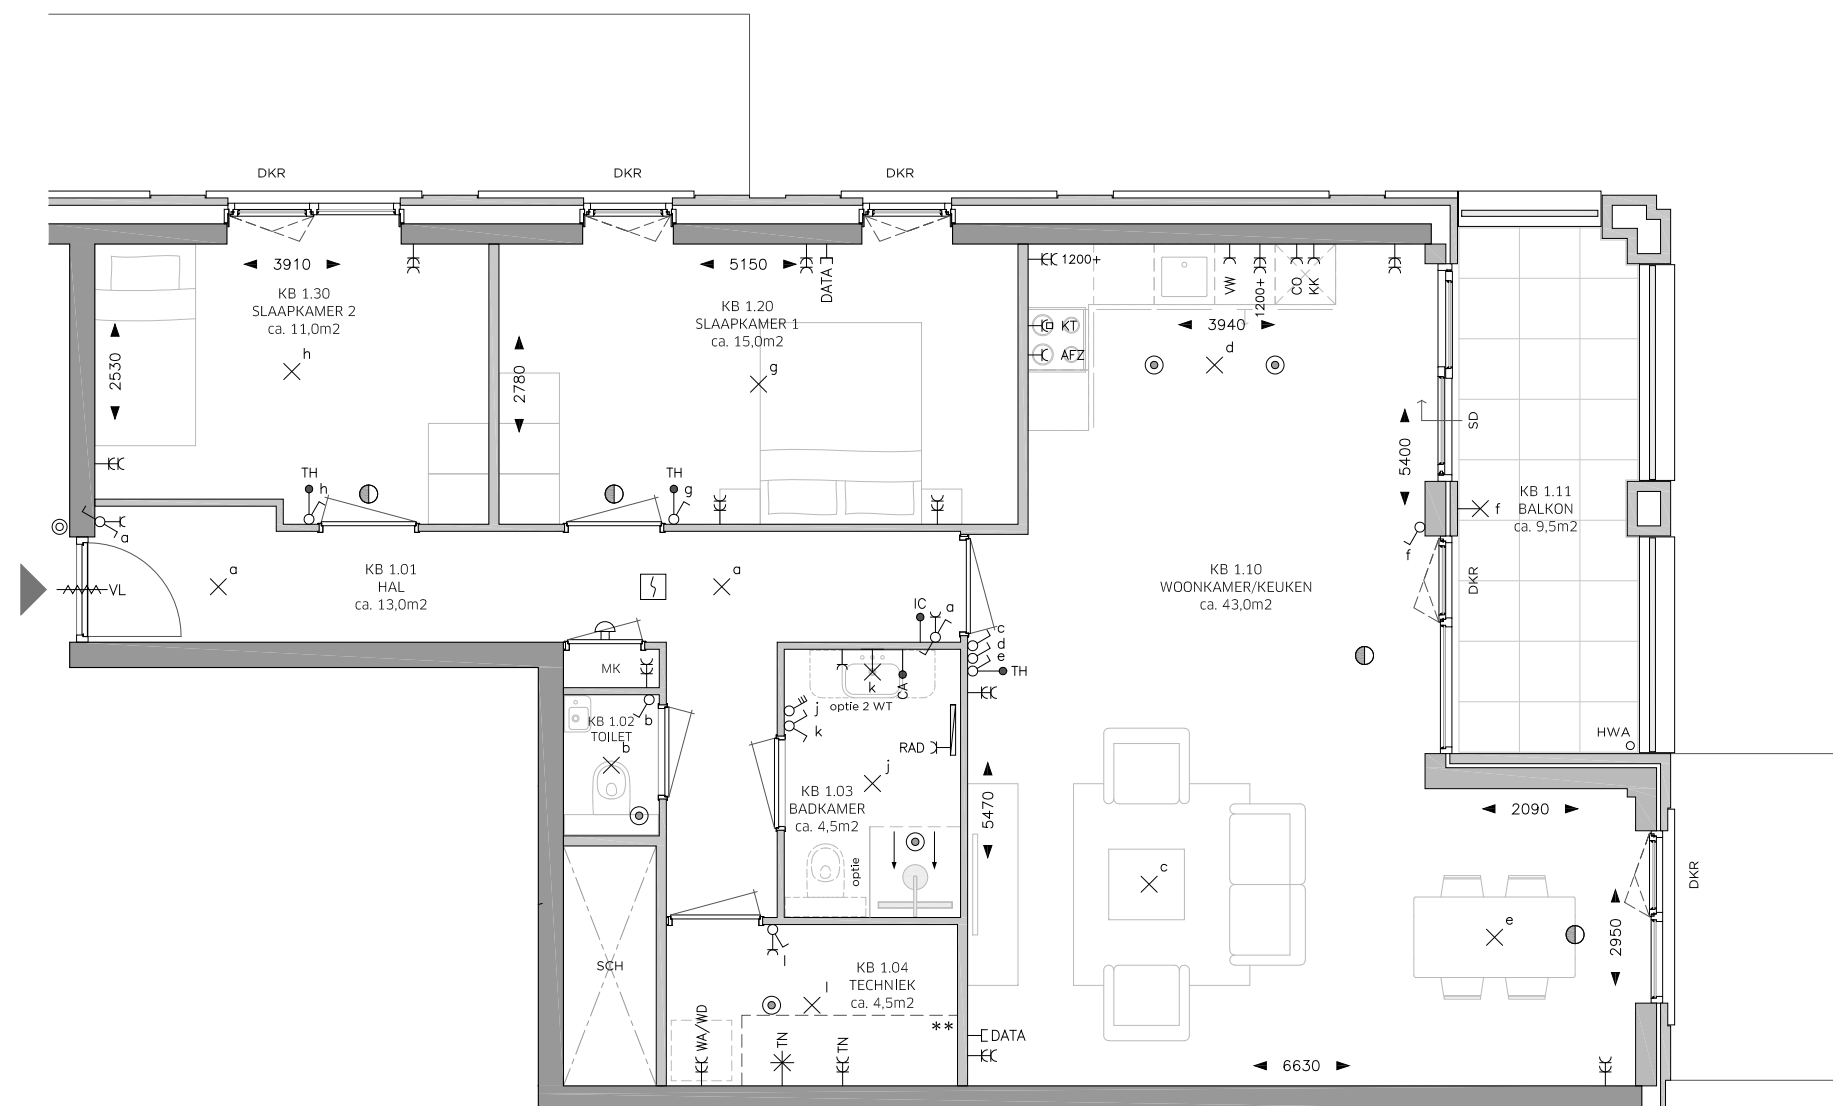 DKR
DKR
DKR
3910
KB 1.30
SLAAPKAMER 2
ca. 11,0m2
h
2530
TH
h
5150
DATA
KB 1.20
SLAAPKAMER 1
ca. 15,0m2
g
2780
TH
g
1200+
KT
AFZ
VW
1200+
CO
KK
3940
d
5400
SD
KB 1.11
BALKON
ca. 9,5m2
f
f
DKR
HWA
a
VL
a
KB 1.01
HAL
ca. 13,0m2
a
IC
a
c
d
e
TH
KB 1.10
WOONKAMER/KEUKEN
ca. 43,0m2
MK
KB 1.02
TOILET
b
b
k
CA
optie 2 WT
j
k
RAD
j
KB 1.03
BADKAMER
ca. 4,5m2
optie
5470
c
2090
DKR
e
2950
SCH
l
KB 1.04
TECHNIEK
ca. 4,5m2
l
**
WA/WD
TN
TN
DATA
6630